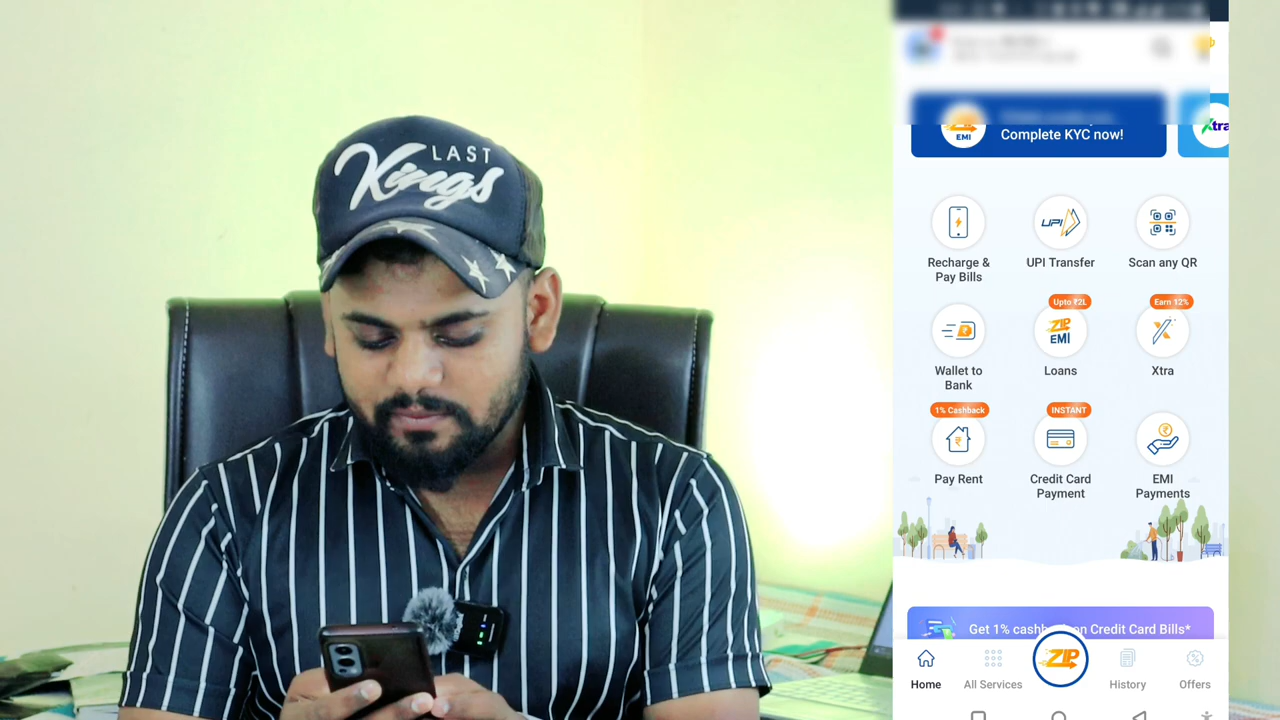 LAST
Kings
EMI
Complete KYC now!
Xtra
Recharge &
Pay Bills
UPI
UPI Transfer
Scan any QR
Wallet to
Bank
Upto ₹2L
ZIP
EMI
Loans
Earn 12%
Xtra
1% Cashback
Pay Rent
INSTANT
Credit Card
Payment
EMI
Payments
Get 1% cashback on Credit Card Bills*
Home
All Services
ZIP
History
Offers